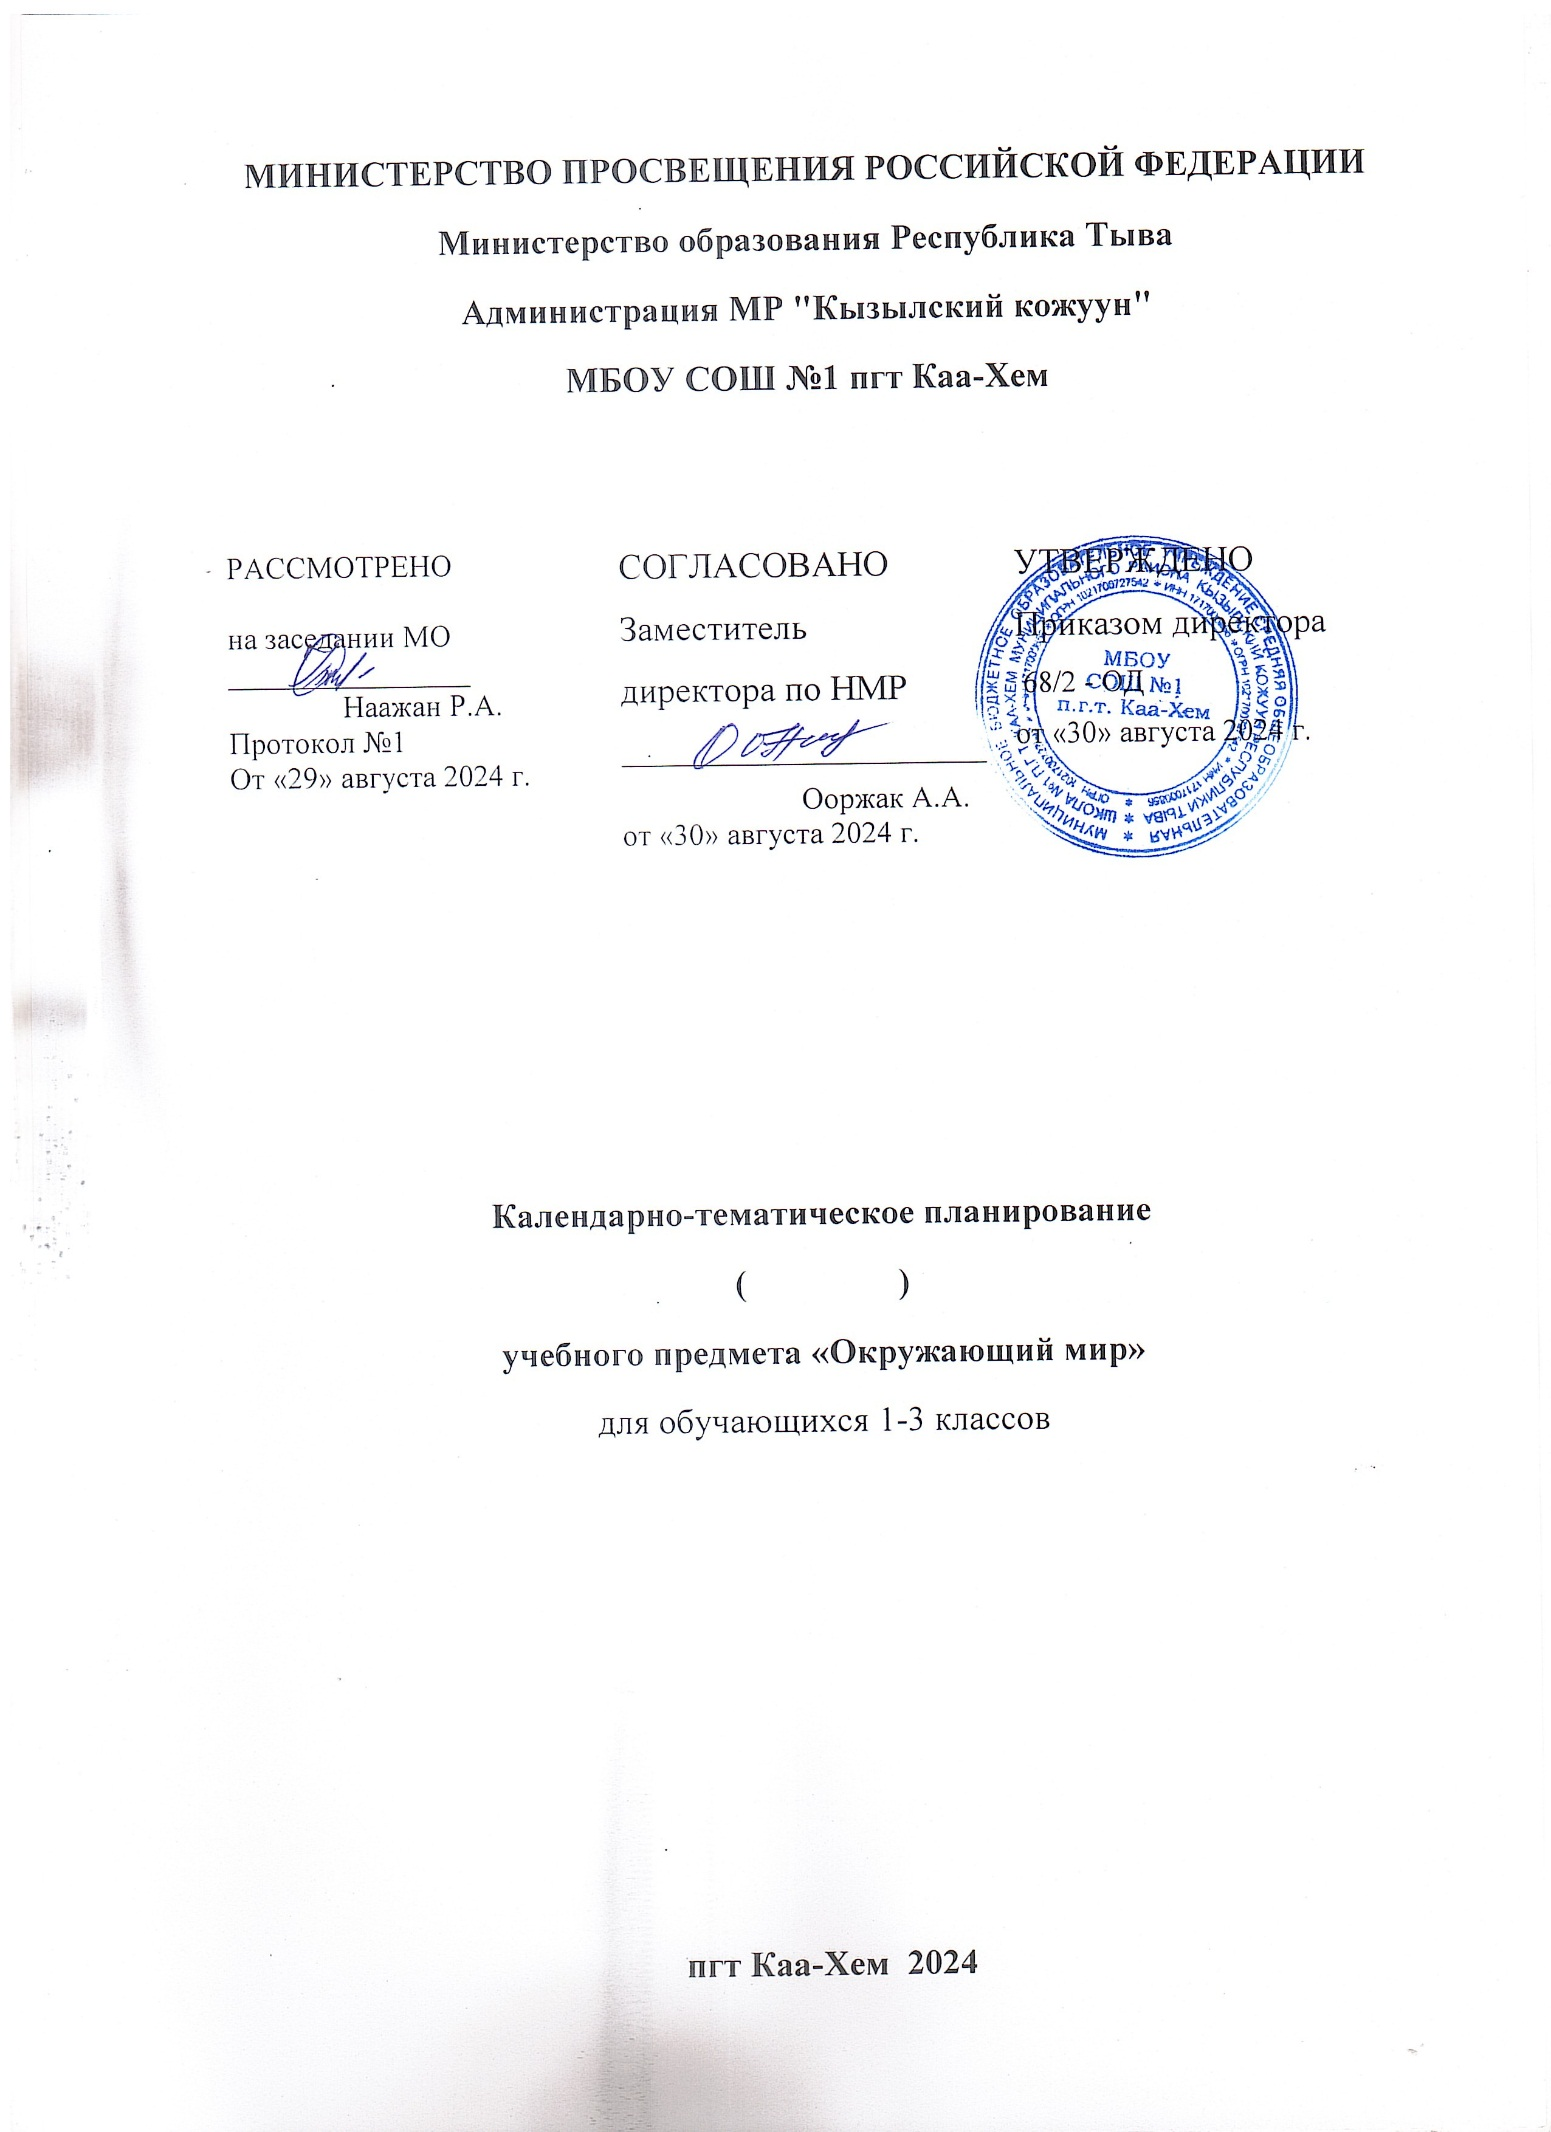 МИНИСТЕРСТВО ПРОСВЕЩЕНИЯ РОССИЙСКОЙ ФЕДЕРАЦИИ
Министерство образования Республика Тыва
Администрация МР "Кызылский кожуун"
МБОУ СОШ №1 пгт Каа-Хем
РАССМОТРЕНО
на заседании МО
Наажан Р.А.
Протокол №1
От «29» августа 2024 г.
СОГЛАСОВАНО
Заместитель
директора по НМР
Ооржак А.А.
от «30» августа 2024 г.
УТВЕРЖДЕНО
Приказом директора
68/2 - ОД
от «30» августа 2024 г.
МБОУ
СОШ №1
п.г.т. Каа-Хем
Календарно-тематическое планирование
( )
учебного предмета «Окружающий мир»
для обучающихся 1-3 классов
пгт Каа-Хем 2024